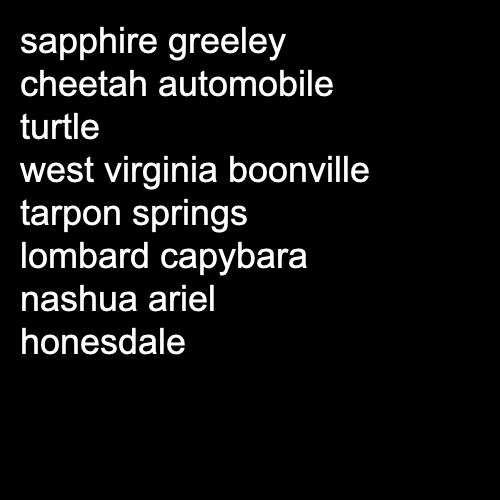 sapphire greeley
cheetah automobile
turtle
west virginia boonville
tarpon springs
lombard capybara
nashua ariel
honesdale